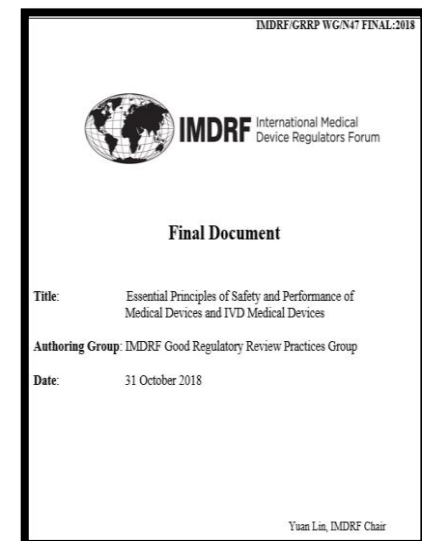 IMDRF/GRRP WG/N47 FINAL:2018
IMDRF International Medical
Device Regulators Forum
Final Document
Title: Essential Principles of Safety and Performance of
Medical Devices and IVD Medical Devices
Authoring Group: IMDRF Good Regulatory Review Practices Group
Date: 31 October 2018
Yuan Lin, IMDRF Chair